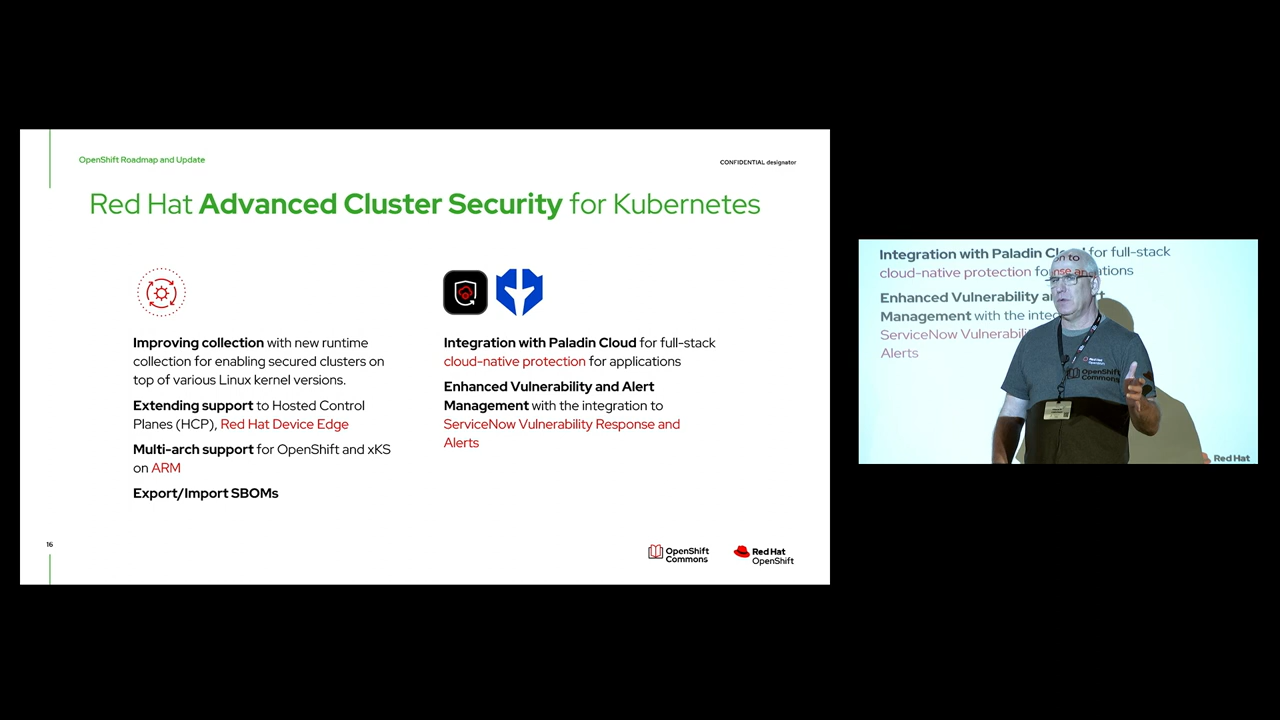 OpenShift Roadmap and Update
CONFIDENTIAL designator
Red Hat Advanced Cluster Security for Kubernetes
Improving collection with new runtime
collection for enabling secured clusters on
top of various Linux kernel versions.
Extending support to Hosted Control
Planes (HCP), Red Hat Device Edge
Multi-arch support for OpenShift and xKS
on ARM
Export/Import SBOMs
Integration with Paladin Cloud for full-stack
cloud-native protection for applications
Enhanced Vulnerability and Alert
Management with the integration to
ServiceNow Vulnerability Response and
Alerts
16
OpenShift
Commons
Red Hat
OpenShift
Integration with Paladin Cloud for full-stack
cloud-native protection
Enhanced Vulnerability
Management with the
ServiceNow
Alerts
on to
OpenShift
Commons
Red Hat